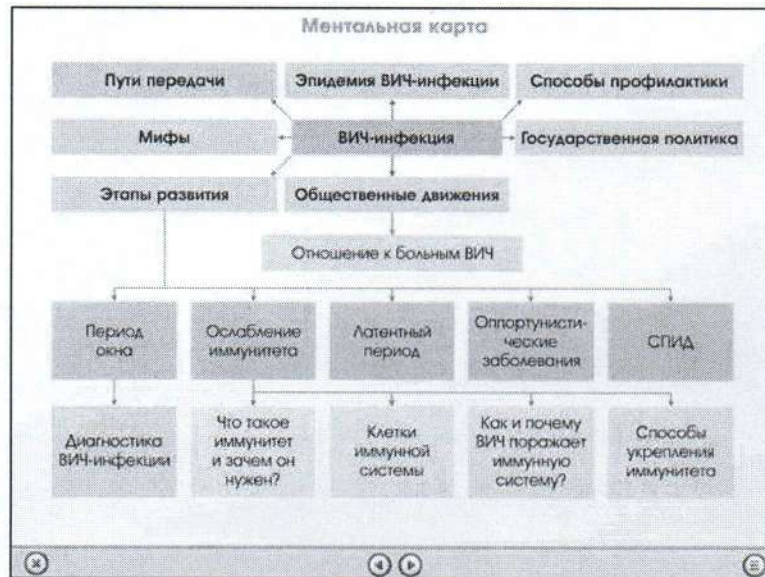 Ментальная карта
Пути передачи
Эпидемия ВИЧ-инфекции
Способы профилактики
Мифы
ВИЧ-инфекция
Государственная политика
Этапы развития
Общественные движения
Отношение к больным ВИЧ
Период
окна
Ослабление
иммунитета
Латентный
период
Оппортунисти-
ческие
заболевания
СПИД
Диагностика
ВИЧ-инфекции
Что такое
иммунитет
и зачем он
нужен?
Клетки
иммунной
системы
Как и почему
ВИЧ поражает
иммунную
систему?
Способы
укрепления
иммунитета